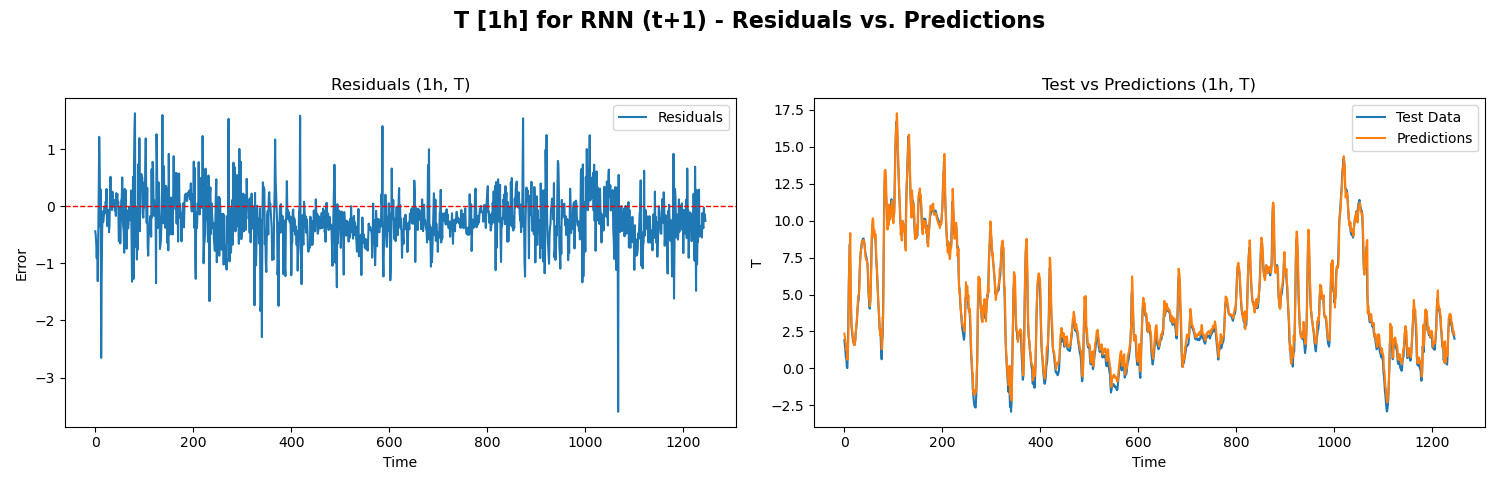 T [1h] for RNN (t+1) - Residuals vs. Predictions
Residuals (1h, T)
Residuals
1
0
−1
−2
−3
Error
0 200 400 600 800 1000 1200
Time
Test vs Predictions (1h, T)
Test Data
Predictions
17.5
15.0
12.5
10.0
7.5
5.0
2.5
0.0
−2.5
T
0 200 400 600 800 1000 1200
Time